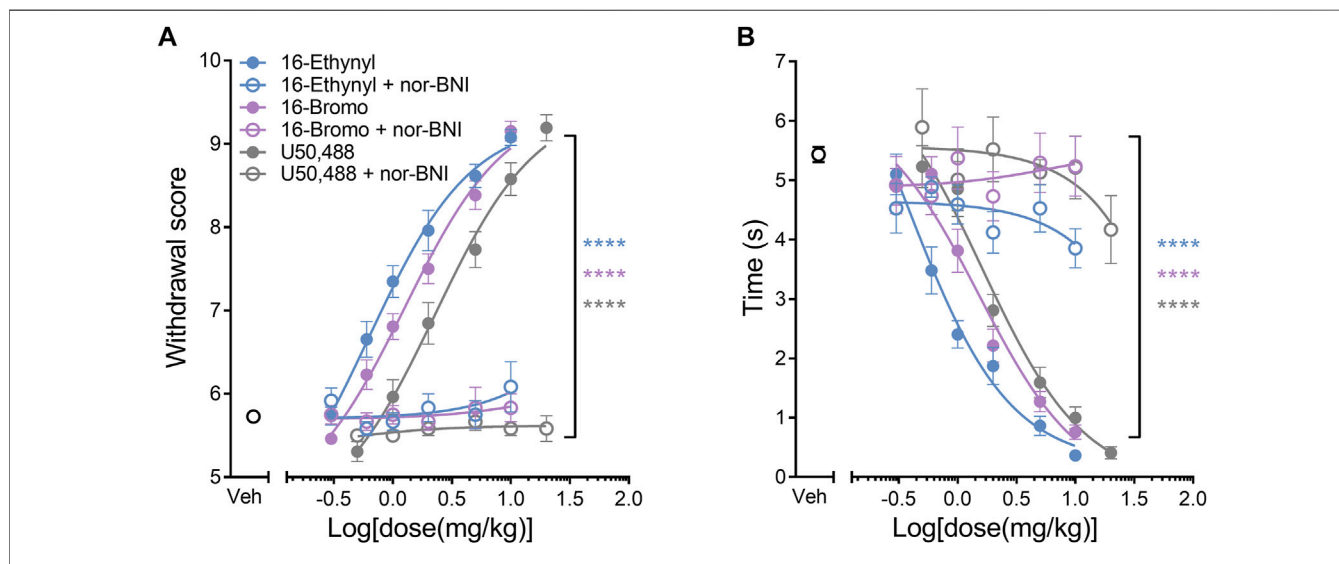 A
B
16-Ethynyl
16-Ethynyl + nor-BNI
16-Bromo
16-Bromo + nor-BNI
U50,488
U50,488 + nor-BNI
Withdrawal score
10
9
8
7
6
5
Veh
-0.5 0.0 0.5 1.0 1.5 2.0
Log[dose(mg/kg)]
****
****
****
Time (s)
7
6
5
4
3
2
1
0
Veh
-0.5 0.0 0.5 1.0 1.5 2.0
Log[dose(mg/kg)]
****
****
****